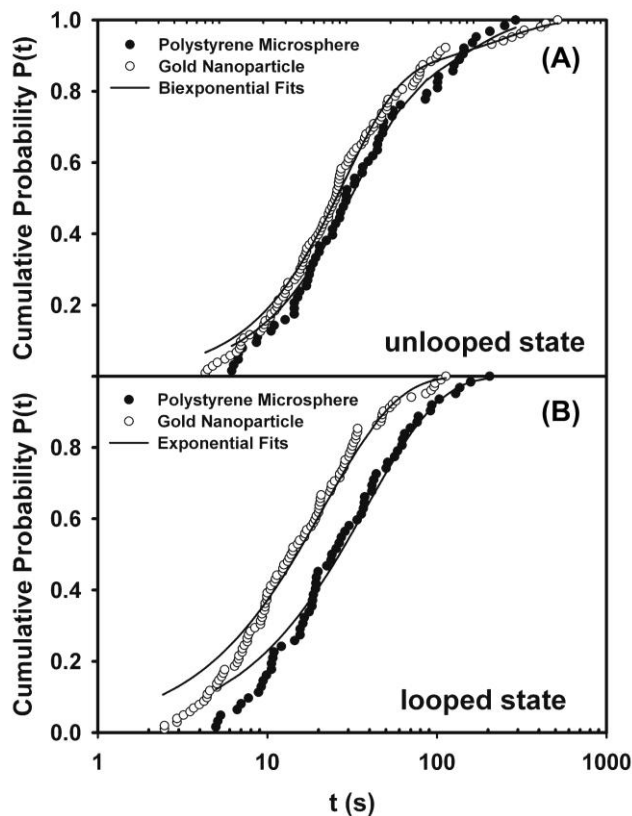 1.0
0.8
0.6
0.4
0.2
Cumulative Probability P(t)
Polystyrene Microsphere
Gold Nanoparticle
Biexponential Fits
(A)
unlooped state
0.8
0.6
0.4
0.2
0.0
Cumulative Probability P(t)
Polystyrene Microsphere
Gold Nanoparticle
Exponential Fits
(B)
looped state
1 10 100 1000
t (s)